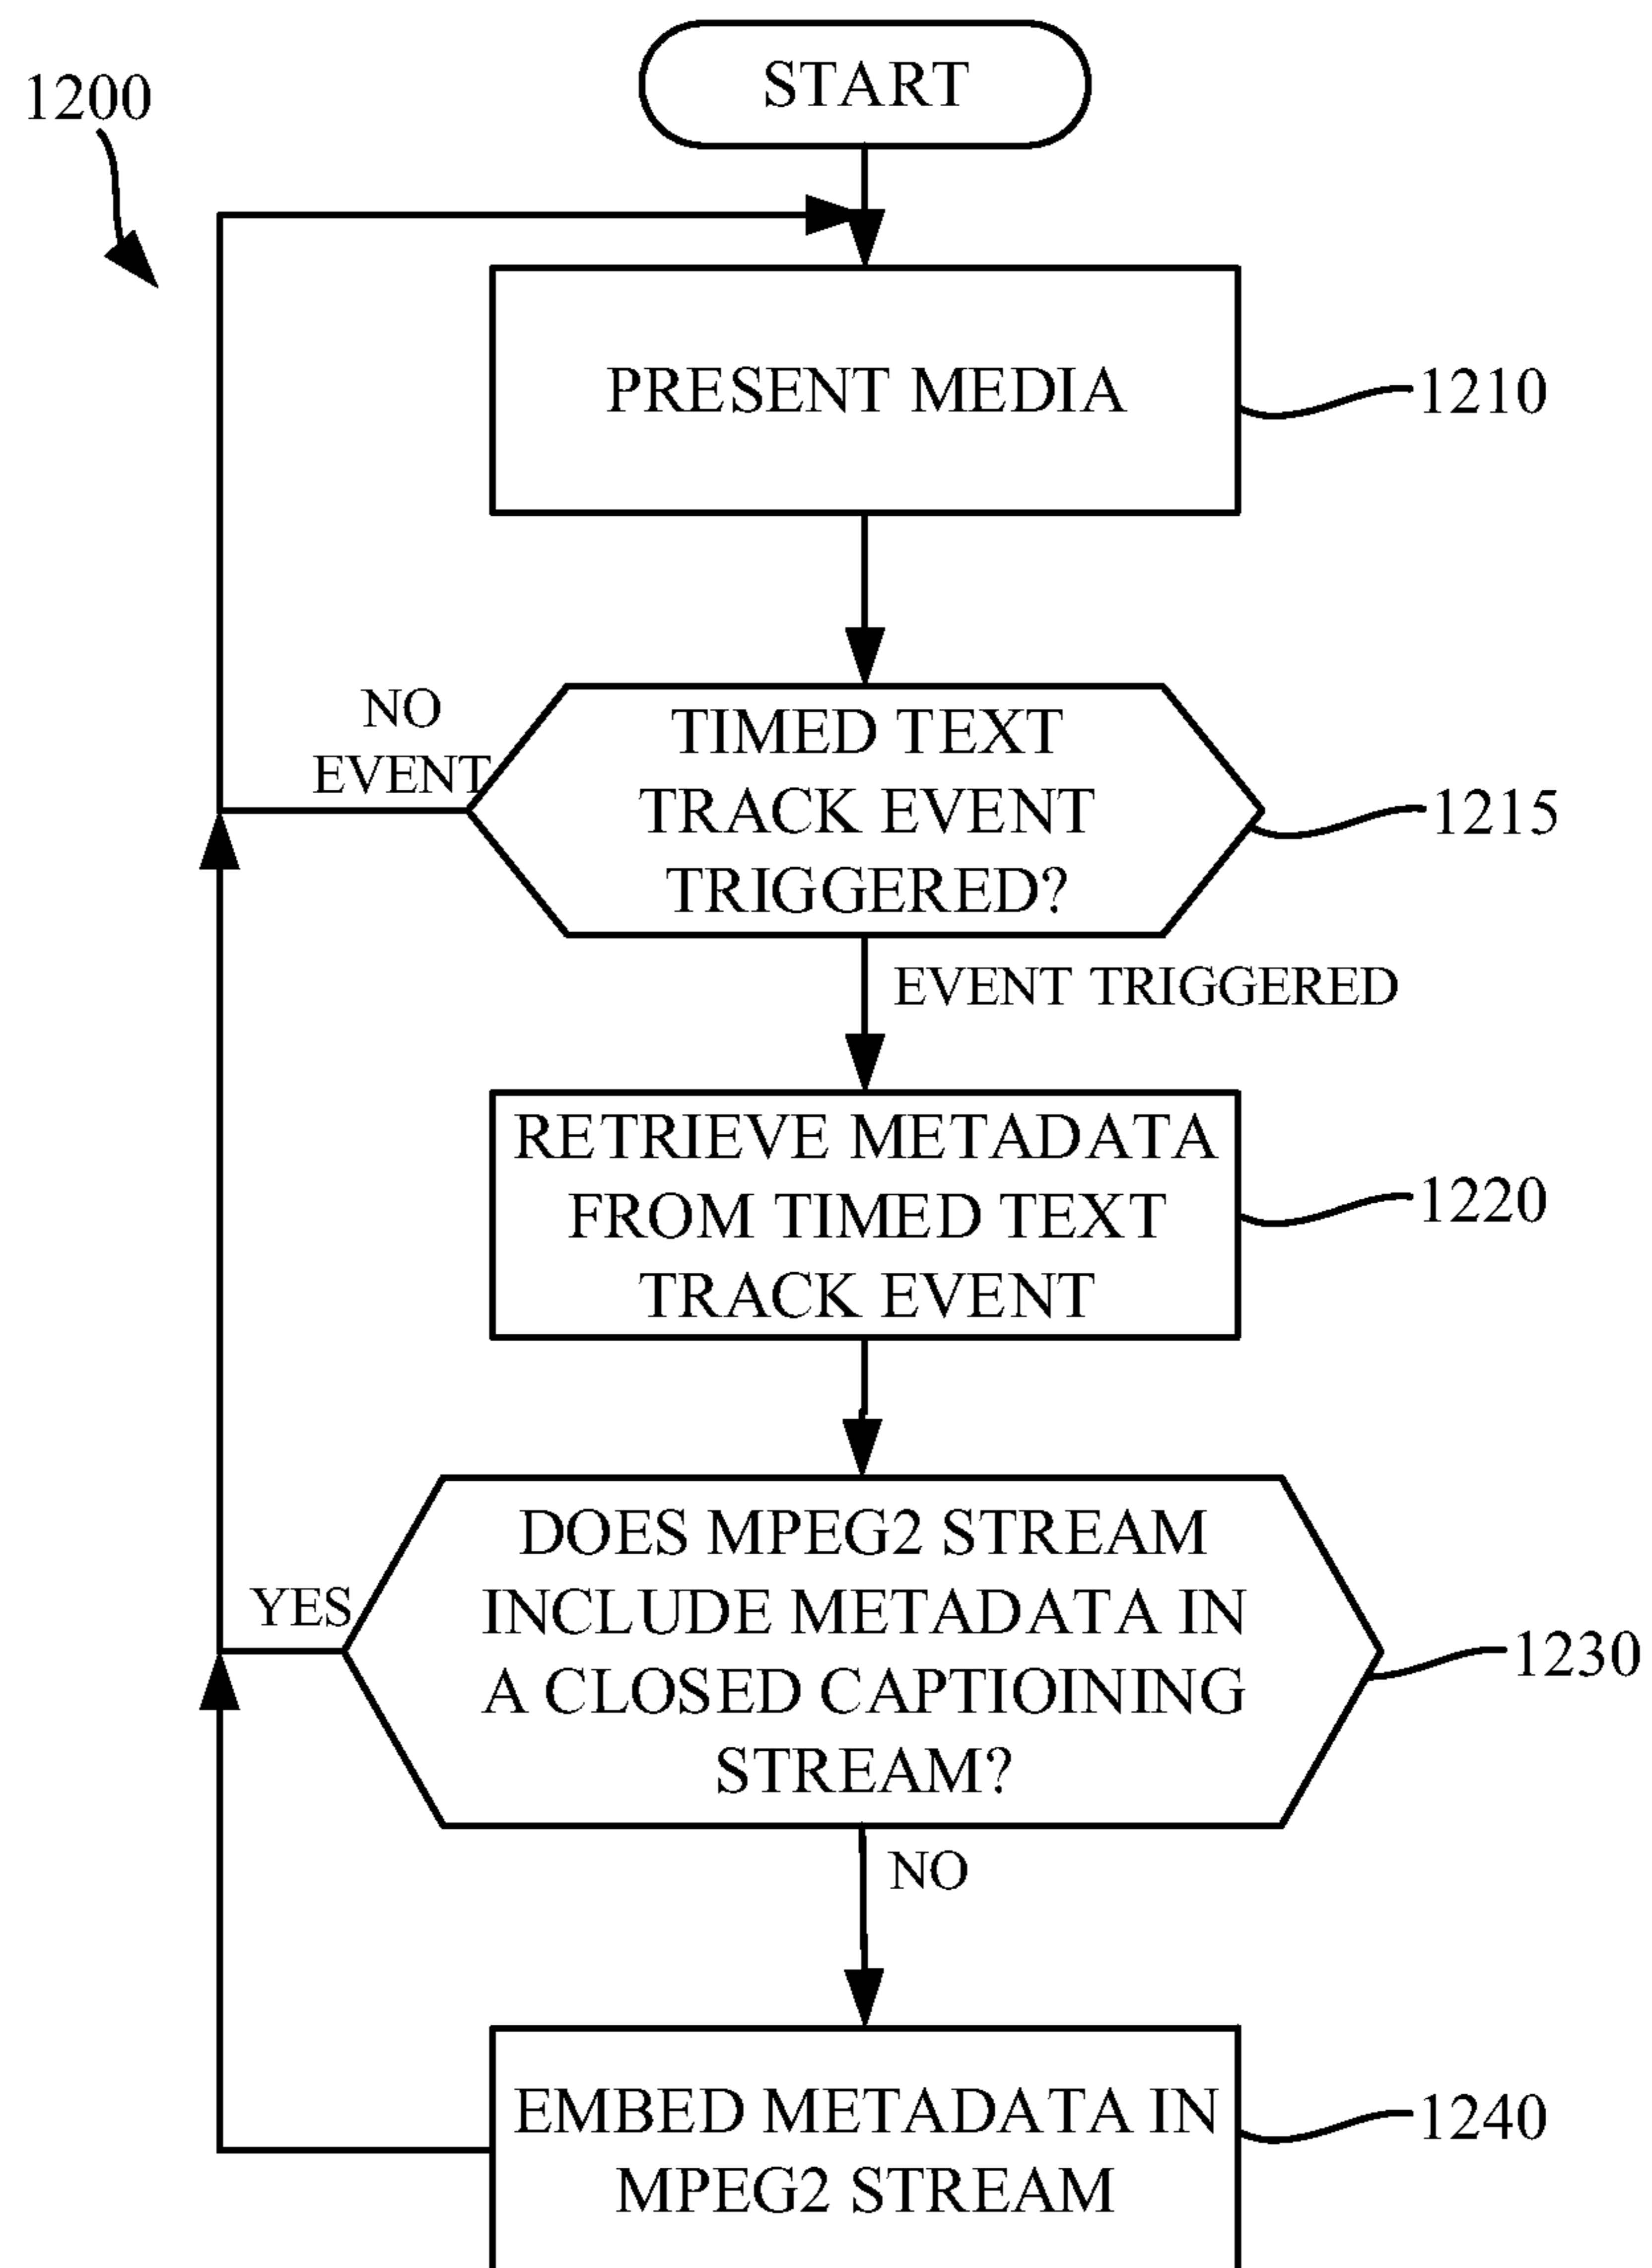 1200
START
PRESENT MEDIA
1210
NO
EVENT
TIMED TEXT
TRACK EVENT
TRIGGERED?
1215
EVENT TRIGGERED
RETRIEVE METADATA
FROM TIMED TEXT
TRACK EVENT
1220
DOES MPEG2 STREAM
INCLUDE METADATA IN
A CLOSED CAPTIOINING
STREAM?
YES
1230
NO
EMBED METADATA IN
MPEG2 STREAM
1240